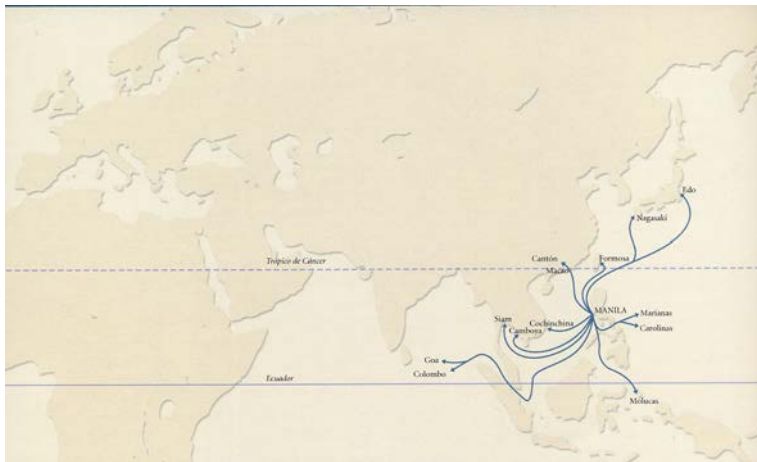 Edo
Nagasaki
Cantón
Formosa
Macao
Trópico de Cáncer
MANILA
Marianas
Siam
Cochinchina
Camboya
Carolinas
Goa
Colombo
Ecuador
Molucas